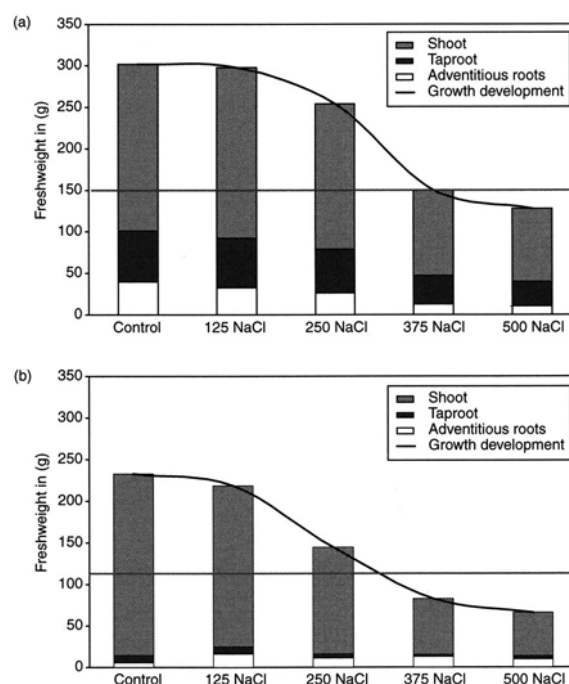 (a)
350
300
250
200
150
100
50
0
Freshweight in (g)
Shoot
Taproot
Adventitious roots
Growth development
Control 125 NaCl 250 NaCl 375 NaCl 500 NaCl
(b)
350
300
250
200
150
100
50
0
Freshweight in (g)
Shoot
Taproot
Adventitious roots
Growth development
Control 125 NaCl 250 NaCl 375 NaCl 500 NaCl